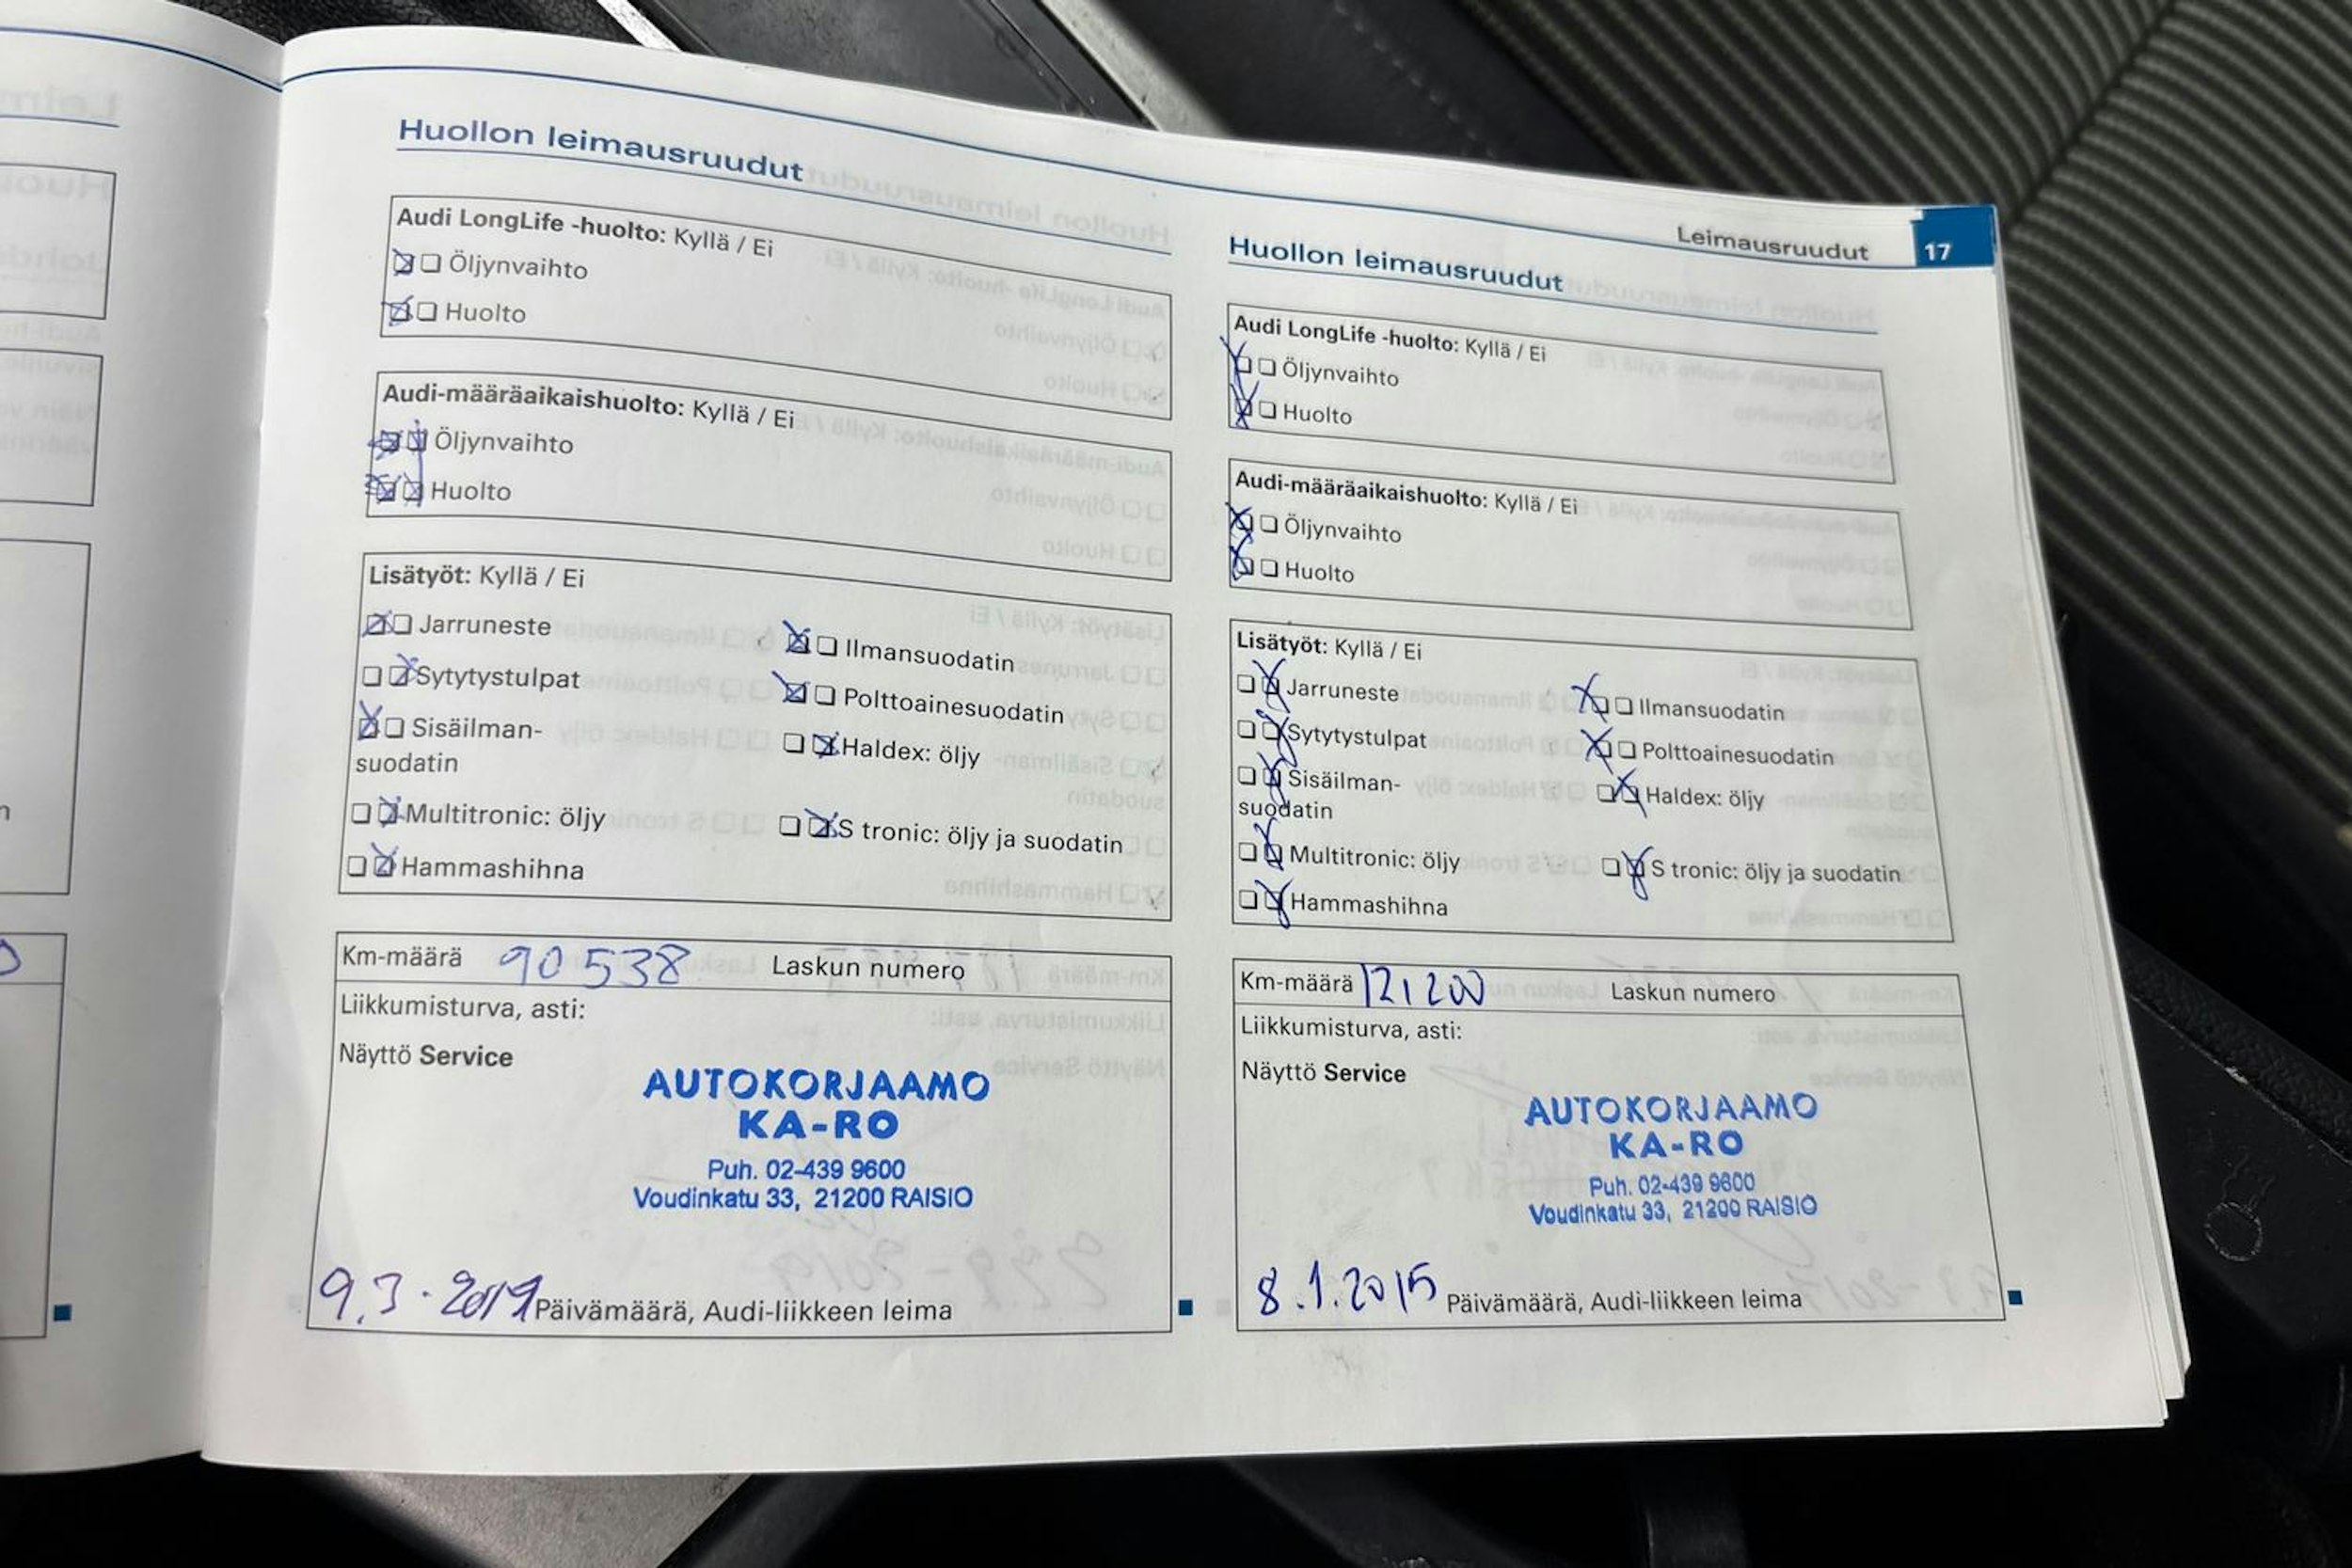 Huollon leimausruudut
Audi LongLife -huolto: Kyllä / Ei
Öljynvaihto
Huolto
Audi-määräaikaishuolto: Kyllä / Ei
Öljynvaihto
Huolto
Lisätyöt: Kyllä / Ei
Jarruneste
Ilmansuodatin
Sytytystulpat
Polttoainesuodatin
Sisäilman-
suodatin
Haldex: öljy
Multitronic: öljy
S tronic: öljy ja suodatin
Hammashihna
Km-määrä 90 538 Laskun numero
Liikkumisturva, asti:
Näyttö Service
AUTOKORJAAMO
KA-RO
Puh. 02-439 9600
Voudinkatu 33, 21200 RAISIO
9.3.Päivämäärä, Audi-liikkeen leima
Leimausruudut 17
Huollon leimausruudut
Audi LongLife -huolto: Kyllä / Ei
Öljynvaihto
Huolto
Audi-määräaikaishuolto: Kyllä / Ei
Öljynvaihto
Huolto
Lisätyöt: Kyllä / Ei
Jarruneste
Ilmansuodatin
Sytytystulpat
Polttoainesuodatin
Sisäilman-
suodatin
Haldex: öljy
Multitronic: öljy
S tronic: öljy ja suodatin
Hammashihna
Km-määrä 121200 Laskun numero
Liikkumisturva, asti:
Näyttö Service
AUTOKORJAAMO
KA-RO
Puh. 02-439 9600
Voudinkatu 33, 21200 RAISIO
8.1.2015 Päivämäärä, Audi-liikkeen leima